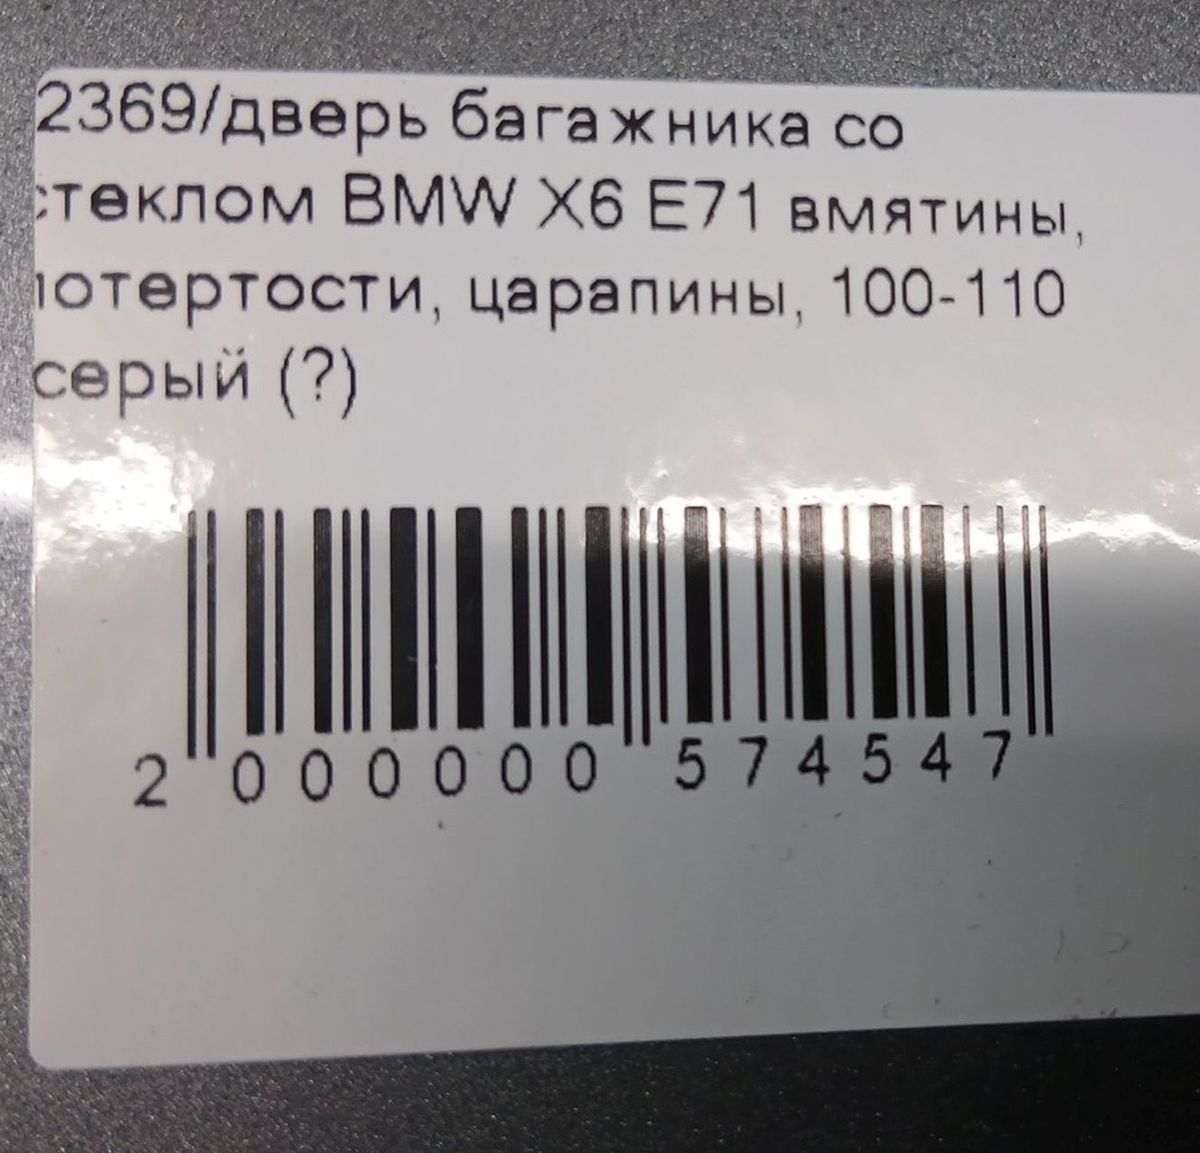 2369/дверь багажника со
стеклом BMW X6 E71 вмятины,
потертости, царапины, 100-110
серый (?)
2 000000 574547